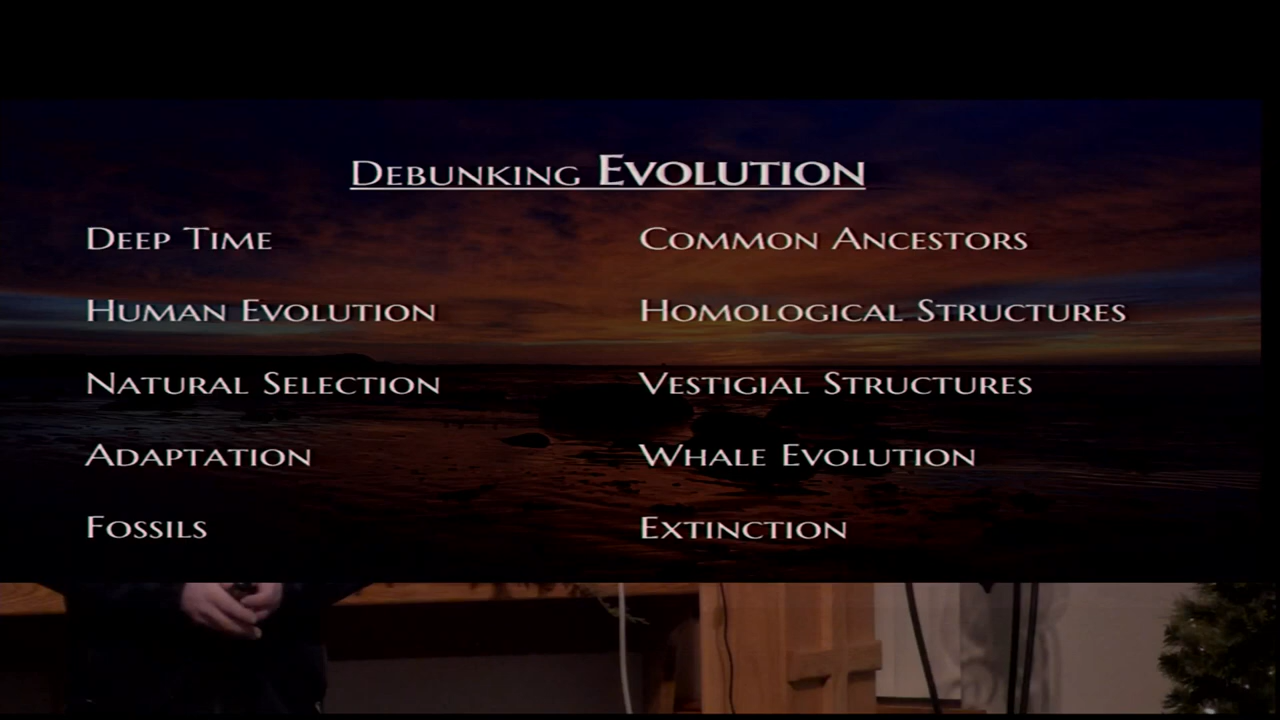 Debunking Evolution
Deep Time
Human Evolution
Natural Selection
Adaptation
Fossils
Common Ancestors
Homological Structures
Vestigial Structures
Whale Evolution
Extinction